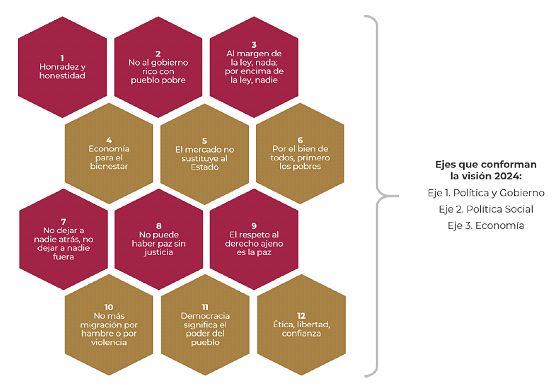 1
Honradez y
honestidad
2
No al gobierno
rico con
pueblo pobre
3
Al margen de
la ley, nada;
por encima de
la ley, nadie
4
Economía
para el
bienestar
5
El mercado no
sustituye al
Estado
6
Por el bien de
todos, primero
los pobres
7
No dejar a
nadie atrás, no
dejar a nadie
fuera
8
No puede
haber paz sin
justicia
9
El respeto al
derecho ajeno
es la paz
10
No más
migración por
hambre o por
violencia
11
Democracia
significa el
poder del
pueblo
12
Ética, libertad,
confianza
Ejes que conforman
la visión 2024:
Eje 1. Política y Gobierno
Eje 2. Política Social
Eje 3. Economía